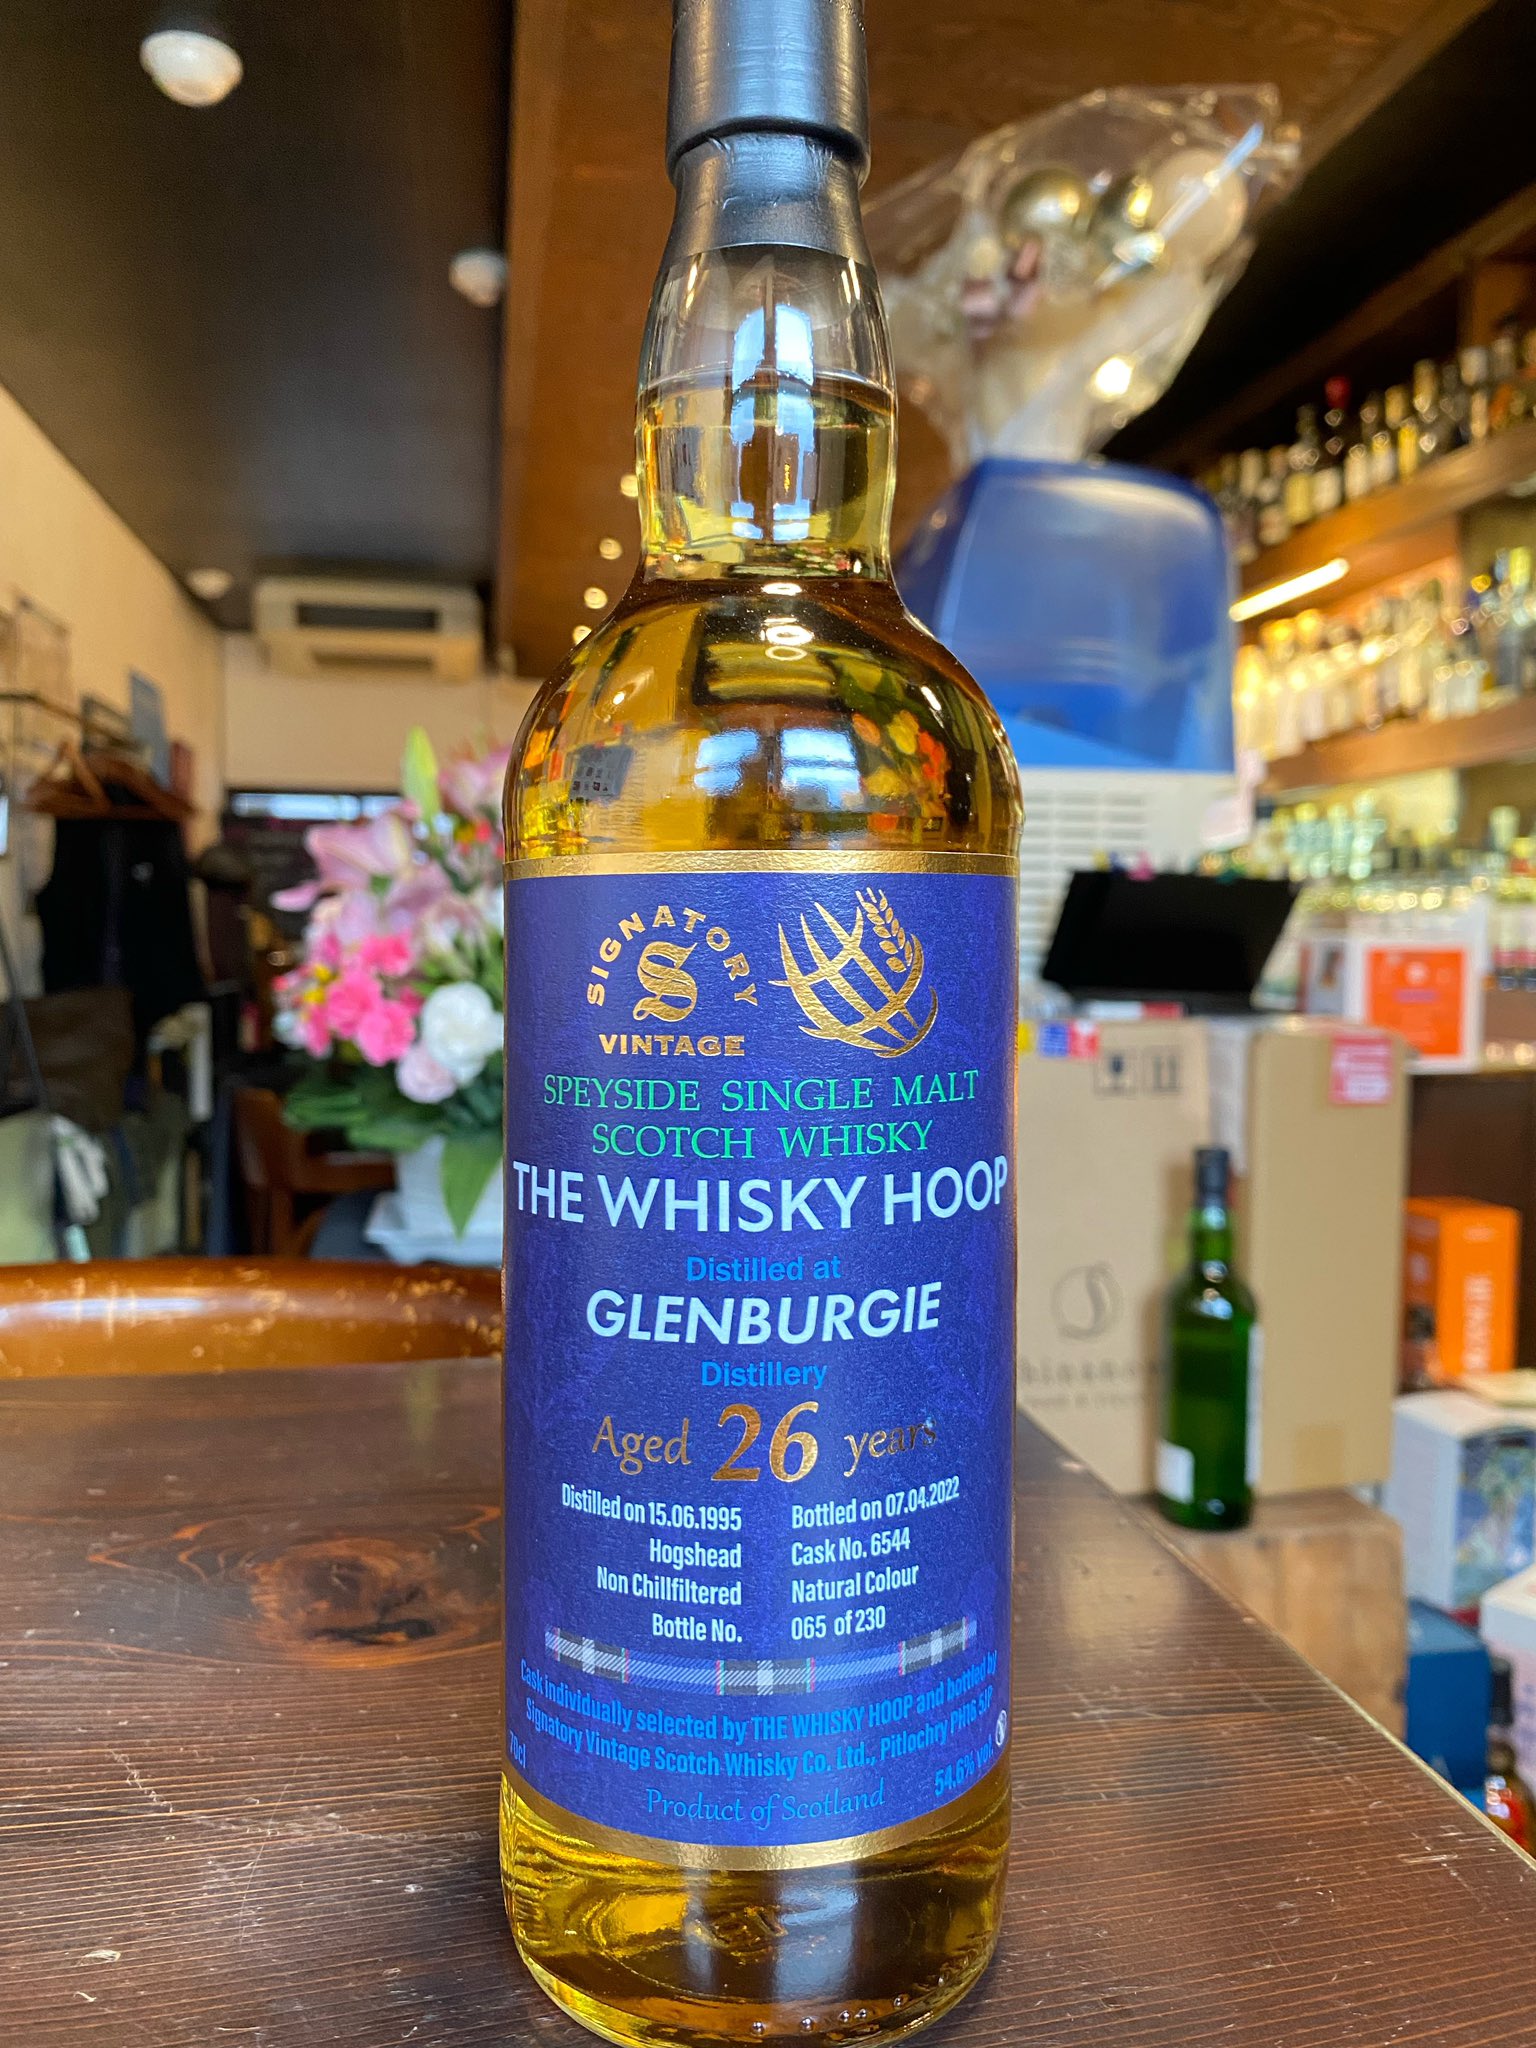 SIGNATORY
S
VINTAGE
SPEYSIDE SINGLE MALT
SCOTCH WHISKY
THE WHISKY HOOP
Distilled at
GLENBURGIE
Distillery
Aged 26 years
Distilled on 15.06.1995 Bottled on 07.04.2022
Hogshead Cask No. 6544
Non Chillfiltered Natural Colour
Bottle No. 065 of 230
Cask individually selected by THE WHISKY HOOP and bottled by
Signatory Vintage Scotch Whisky Co. Ltd., Pitlochry PH16 5JP
70cl 54.6% vol.
Product of Scotland